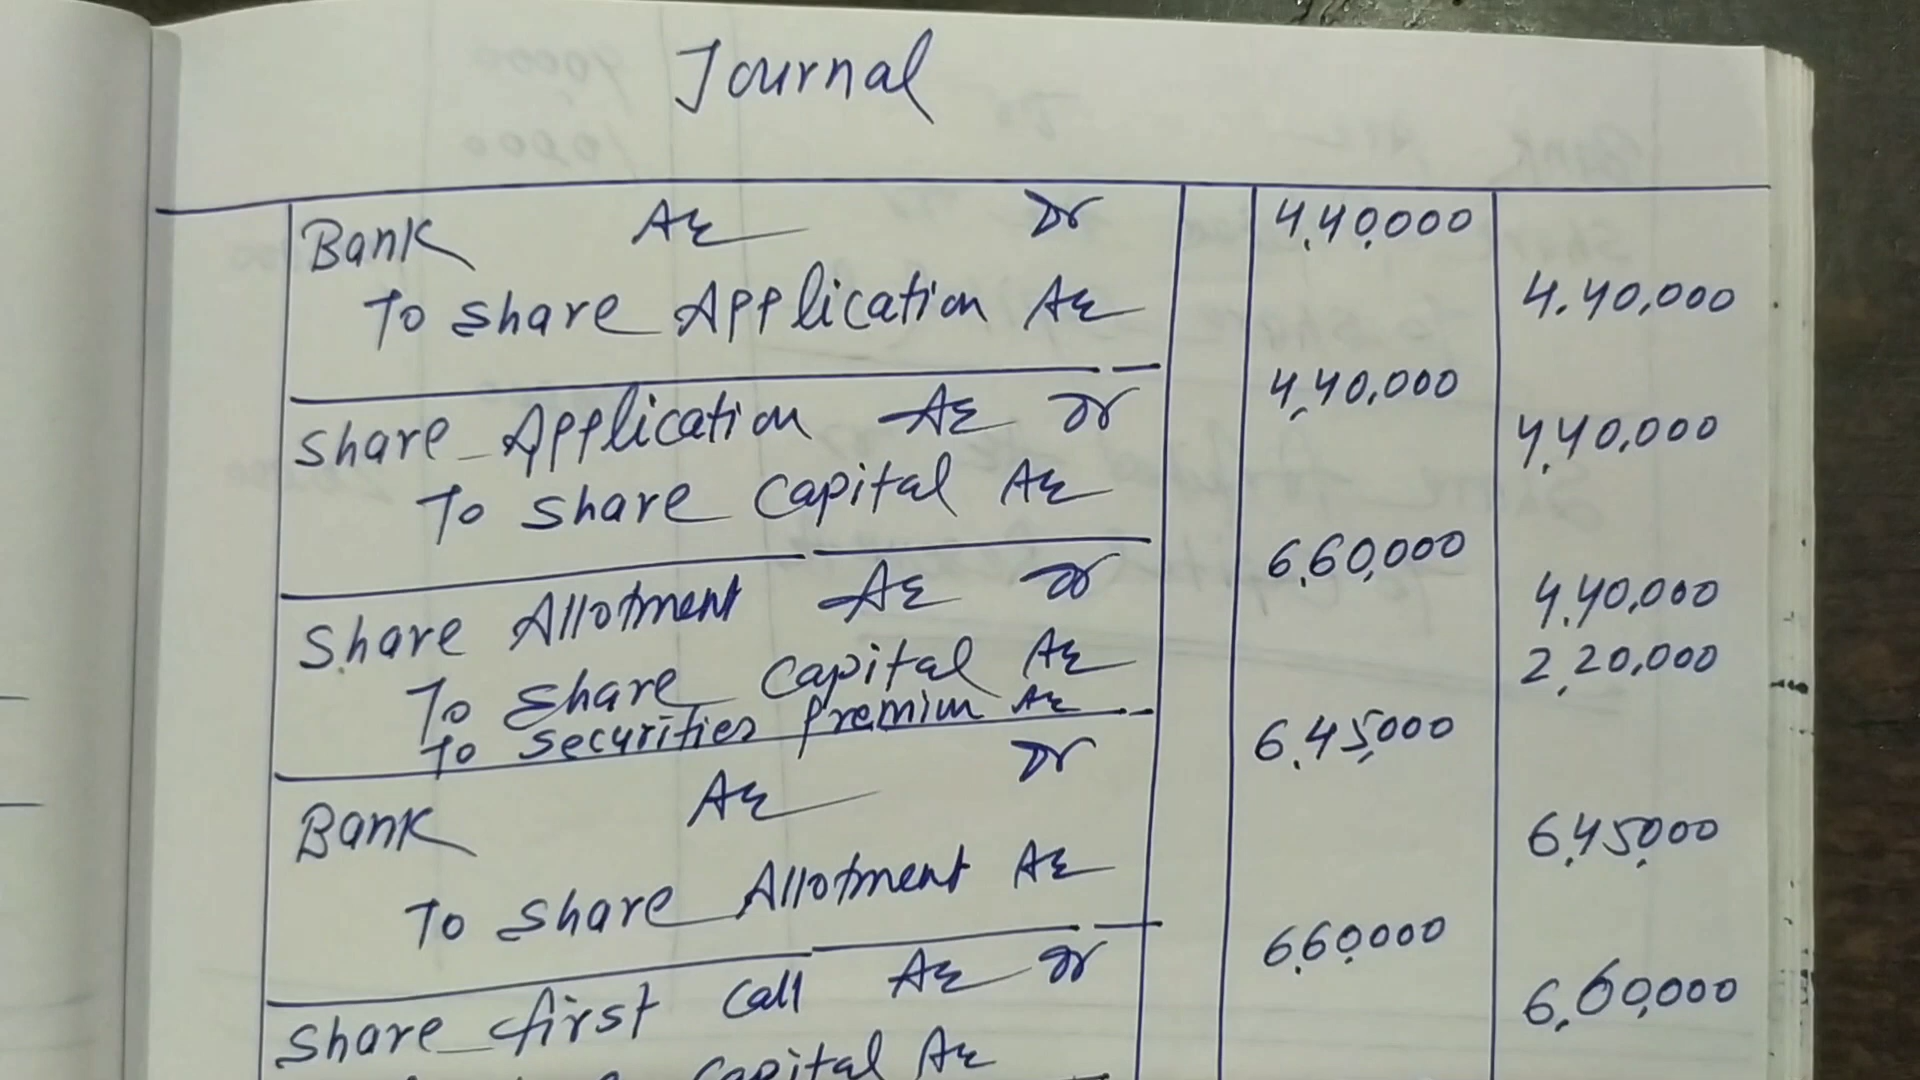 Journal
Bank A/c Dr 4,40,000
To Share Application A/c 4,40,000
Share Application A/c Dr 4,40,000
To Share Capital A/c 4,40,000
Share Allotment A/c Dr 6,60,000
To Share Capital A/c 4,40,000
To Securities Premium A/c 2,20,000
Bank A/c Dr 6,45,000
To Share Allotment A/c 6,45,000
Share first call A/c Dr 6,60,000
Capital A/c 6,60,000